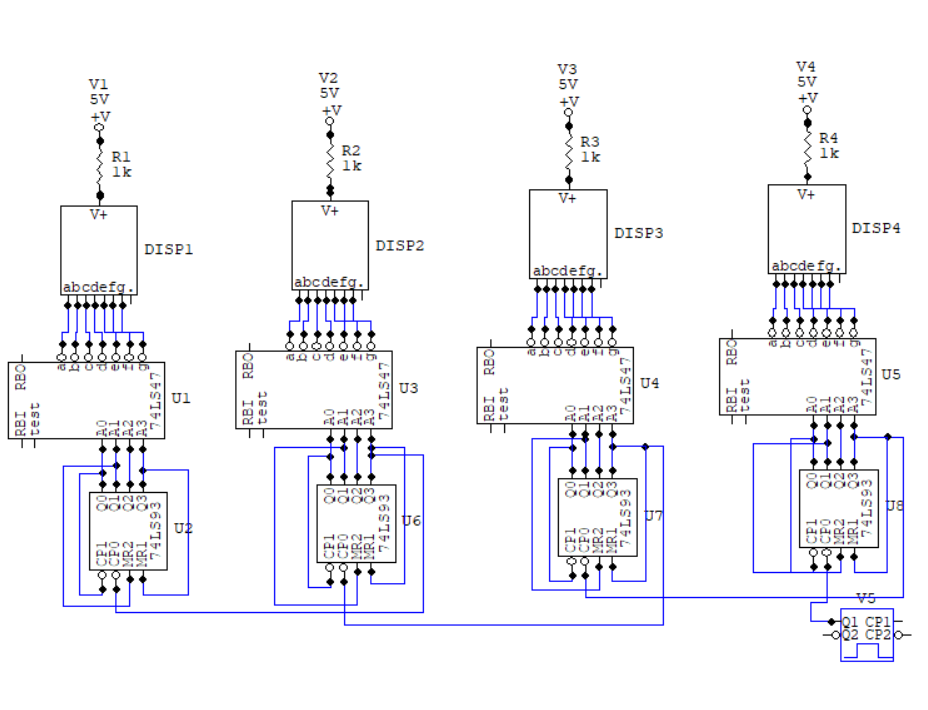 V1
5V
+V
R1
1k
V+
DISP1
abcdefg.
a b c d e f g
RBO
74LS47
U1
RBI
test
A0 A1 A2 A3
Q0 Q1 Q2 Q3
74LS93
U2
CP1 CP0 MR2 MR1
V2
5V
+V
R2
1k
V+
DISP2
abcdefg.
a b c d e f g
RBO
74LS47
U3
RBI
test
A0 A1 A2 A3
Q0 Q1 Q2 Q3
74LS93
U6
CP1 CP0 MR2 MR1
V3
5V
+V
R3
1k
V+
DISP3
abcdefg.
a b c d e f g
RBO
74LS47
U4
RBI
test
A0 A1 A2 A3
Q0 Q1 Q2 Q3
74LS93
U7
CP1 CP0 MR2 MR1
V4
5V
+V
R4
1k
V+
DISP4
abcdefg.
a b c d e f g
RBO
74LS47
U5
RBI
test
A0 A1 A2 A3
Q0 Q1 Q2 Q3
74LS93
U8
CP1 CP0 MR2 MR1
V5
Q1 CP1
Q2 CP2